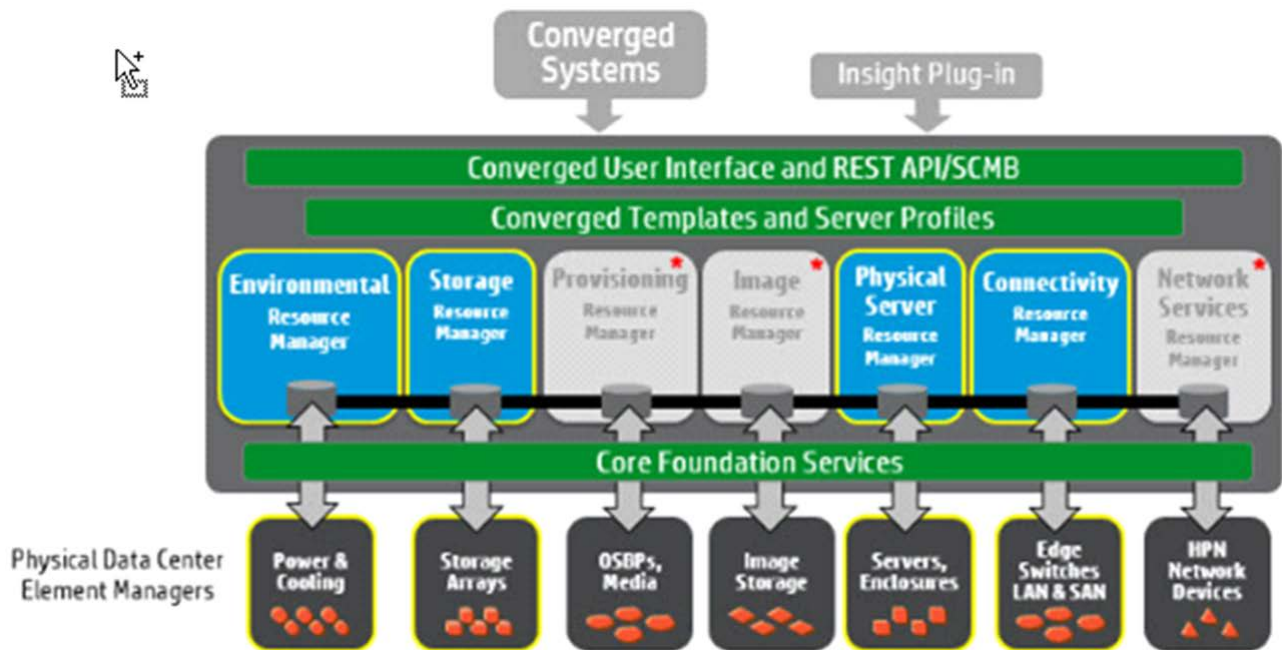 Converged
Systems
Insight Plug-in
Converged User Interface and REST API/SCMB
Converged Templates and Server Profiles
Environmental
Resource
Manager
Storage
Resource
Manager
Provisioning
Resource
Manager
Image
Resource
Manager
Physical
Server
Resource
Manager
Connectivity
Resource
Manager
Network
Services
Resource
Manager
Core Foundation Services
Physical Data Center
Element Managers
Power &
Cooling
Storage
Arrays
OSBPs,
Media
Image
Storage
Servers,
Enclosures
Edge
Switches
LAN & SAN
HPN
Network
Devices